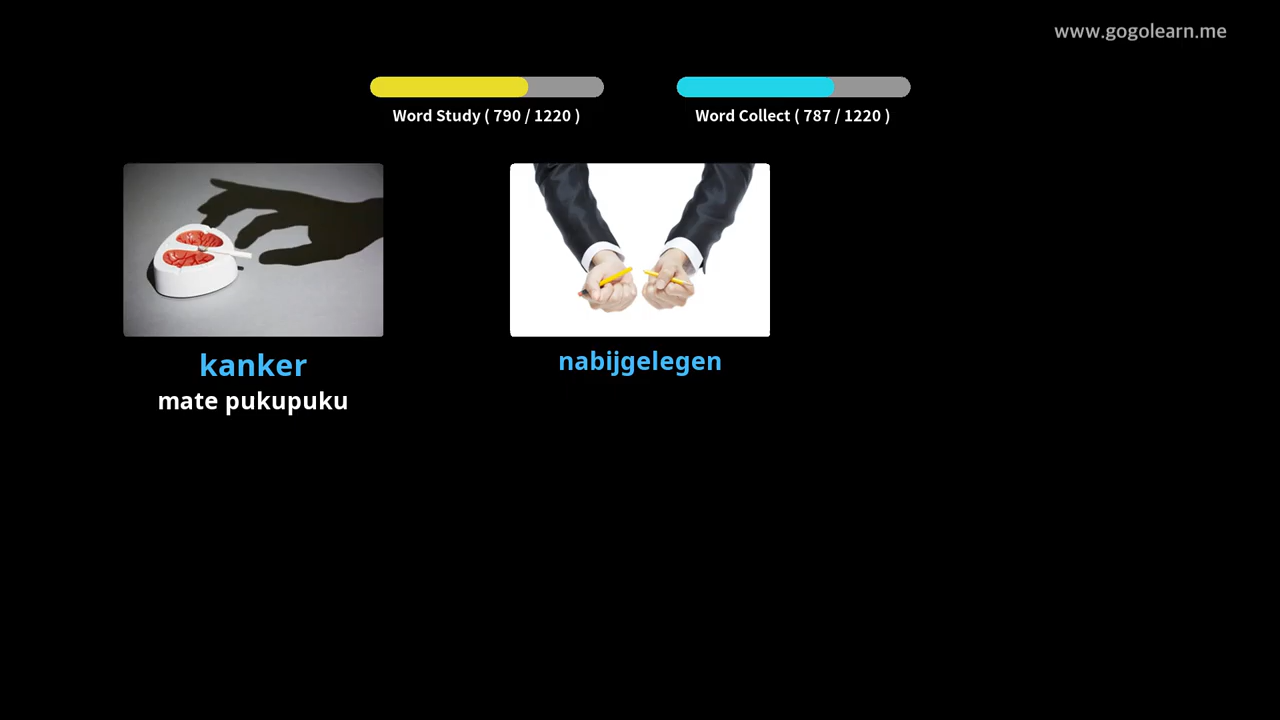 www.gogolearn.me
Word Study ( 790 / 1220 )
Word Collect ( 787 / 1220 )
kanker
mate pukupuku
nabijgelegen